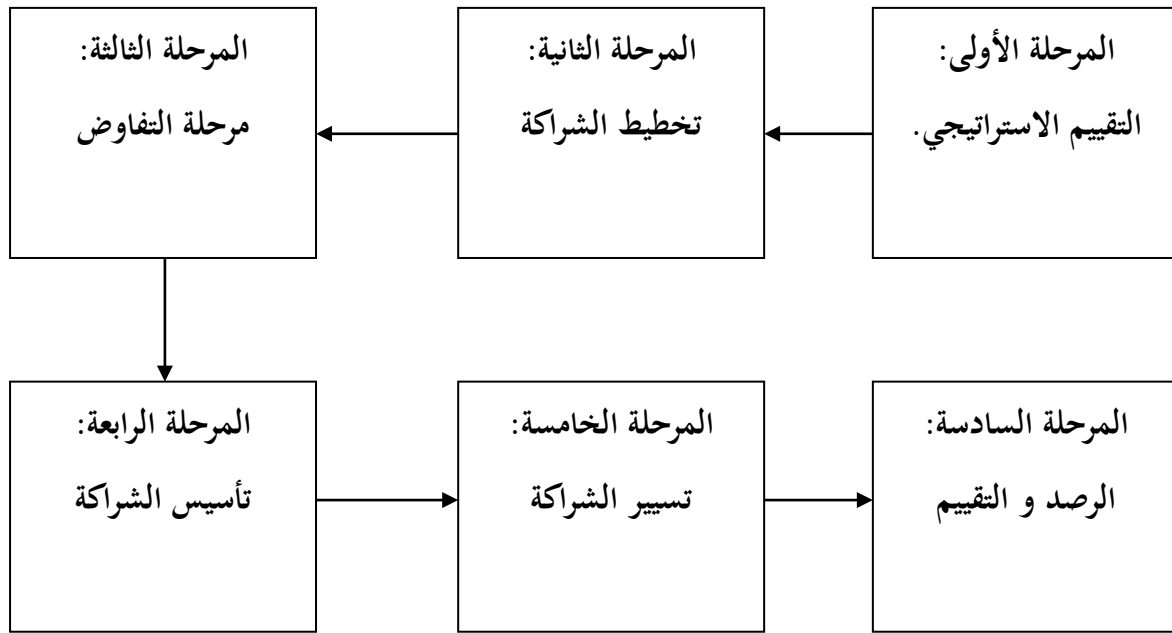 المرحلة الأولى:
التقييم الاستراتيجي.
المرحلة الثانية:
تخطيط الشراكة
المرحلة الثالثة:
مرحلة التفاوض
المرحلة الرابعة:
تأسيس الشراكة
المرحلة الخامسة:
تسيير الشراكة
المرحلة السادسة:
الرصد و التقييم